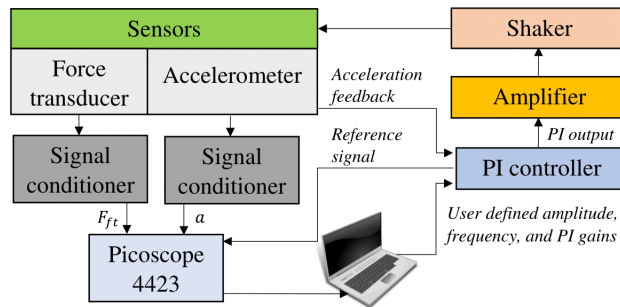 Sensors
Shaker
Force
transducer
Accelerometer
Acceleration
feedback
Amplifier
PI output
Signal
conditioner
Signal
conditioner
Reference
signal
PI controller
F_ft
a
User defined amplitude,
frequency, and PI gains
Picoscope
4423